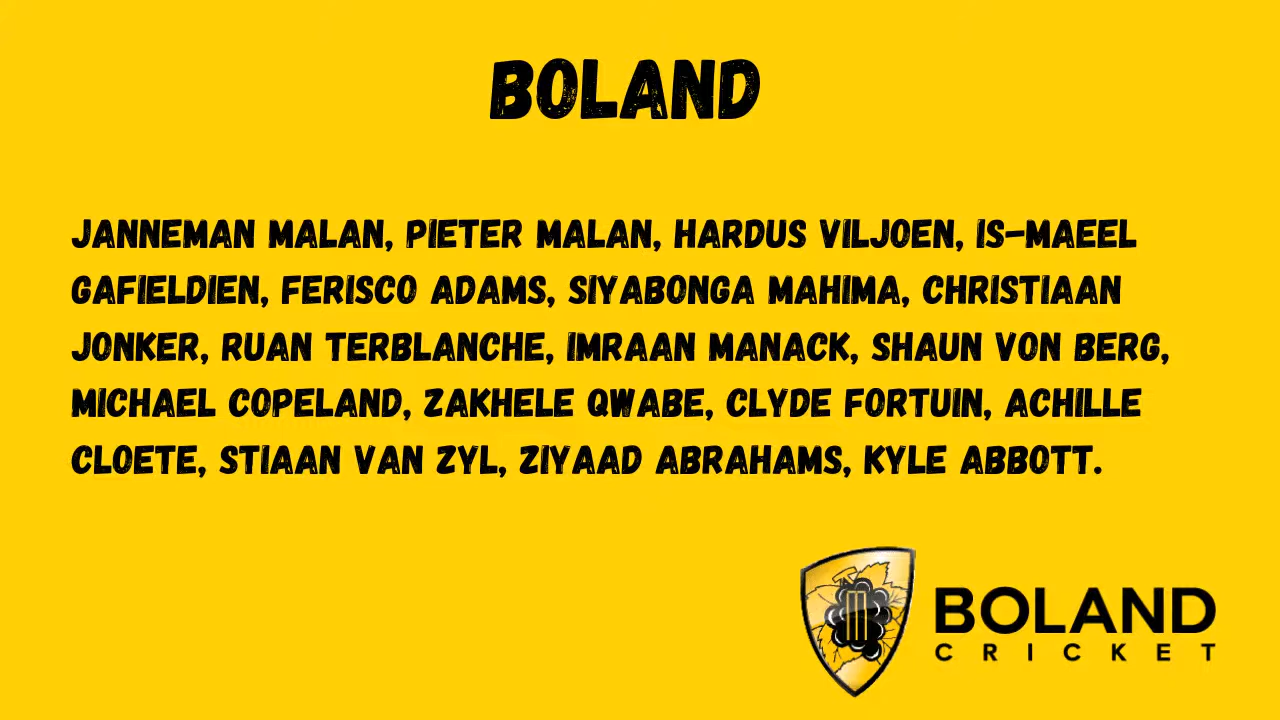 BOLAND
JANNEMAN MALAN, PIETER MALAN, HARDUS VILJOEN, IS-MAEEL
GAFIELDIEN, FERISCO ADAMS, SIYABONGA MAHIMA, CHRISTIAAN
JONKER, RUAN TERBLANCHE, IMRAAN MANACK, SHAUN VON BERG,
MICHAEL COPELAND, ZAKHELE QWABE, CLYDE FORTUIN, ACHILLE
CLOETE, STIAAN VAN ZYL, ZIYAAD ABRAHAMS, KYLE ABBOTT.
BOLAND
CRICKET